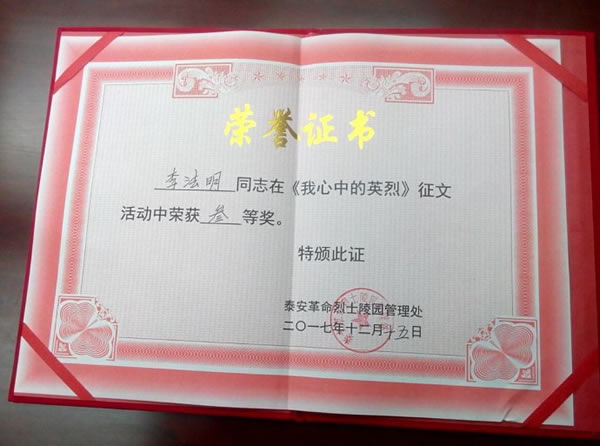 荣誉证书
李法明同志在《我心中的英烈》征文
活动中荣获叁等奖。
特颁此证
泰安革命烈士陵园管理处
二〇一七年十二月十五日